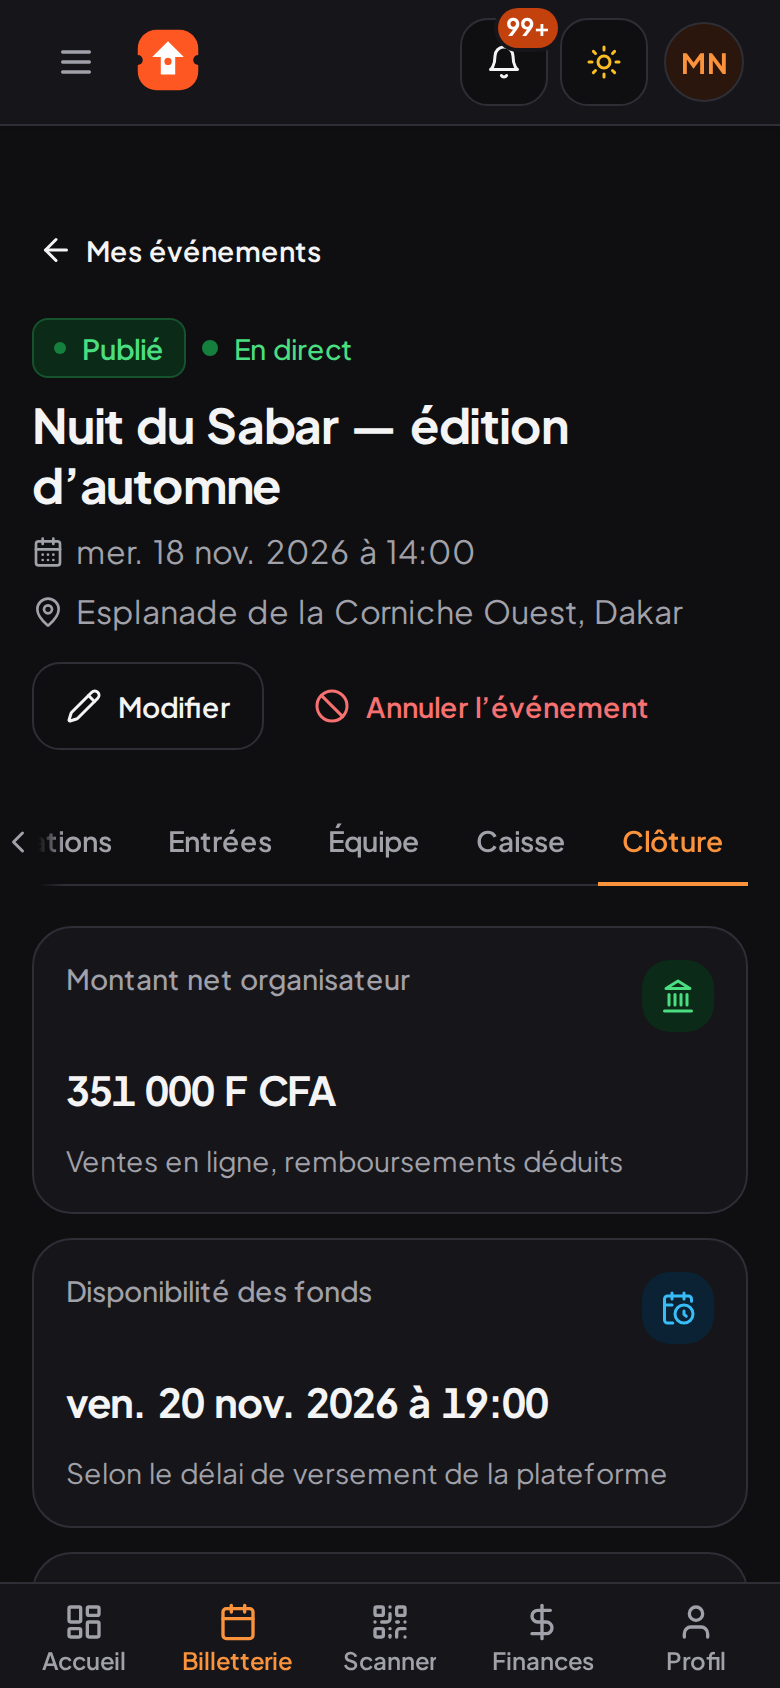 99+
MN
Mes événements
Publié
En direct
Nuit du Sabar — édition
d’automne
mer. 18 nov. 2026 à 14:00
Esplanade de la Corniche Ouest, Dakar
Modifier
Annuler l’événement
tions
Entrées
Équipe
Caisse
Clôture
Montant net organisateur
351 000 F CFA
Ventes en ligne, remboursements déduits
Disponibilité des fonds
ven. 20 nov. 2026 à 19:00
Selon le délai de versement de la plateforme
Accueil
Billetterie
Scanner
Finances
Profil